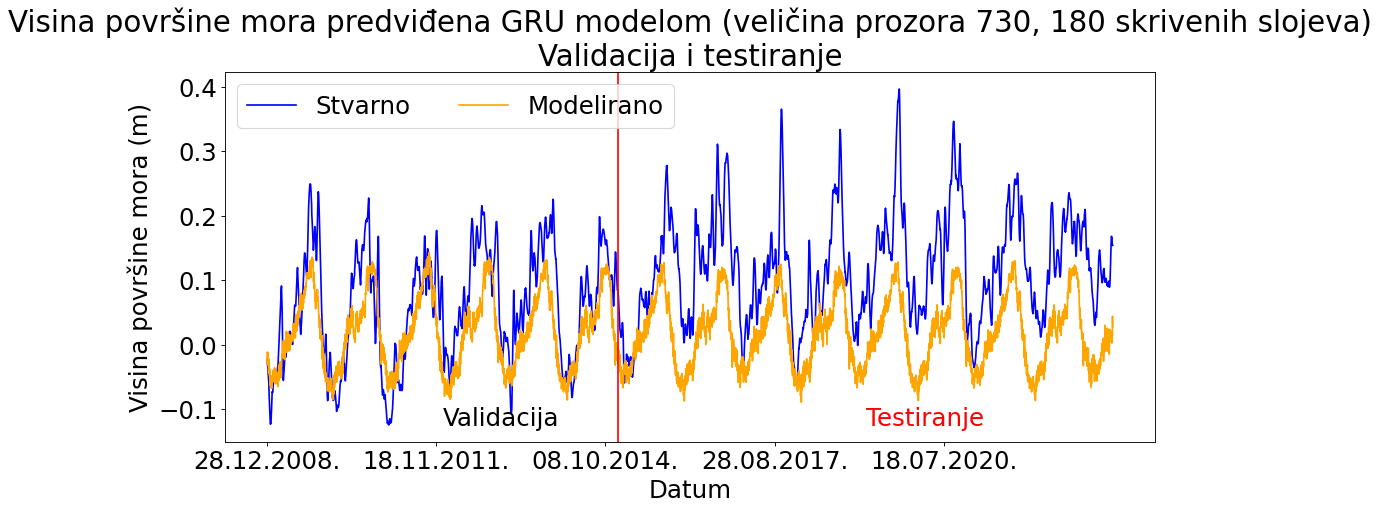 Visina površine mora predviđena GRU modelom (veličina prozora 730, 180 skrivenih slojeva)
Validacija i testiranje
Stvarno Modelirano
Visina površine mora (m)
0.4
0.3
0.2
0.1
0.0
−0.1
Validacija Testiranje
28.12.2008. 18.11.2011. 08.10.2014. 28.08.2017. 18.07.2020.
Datum